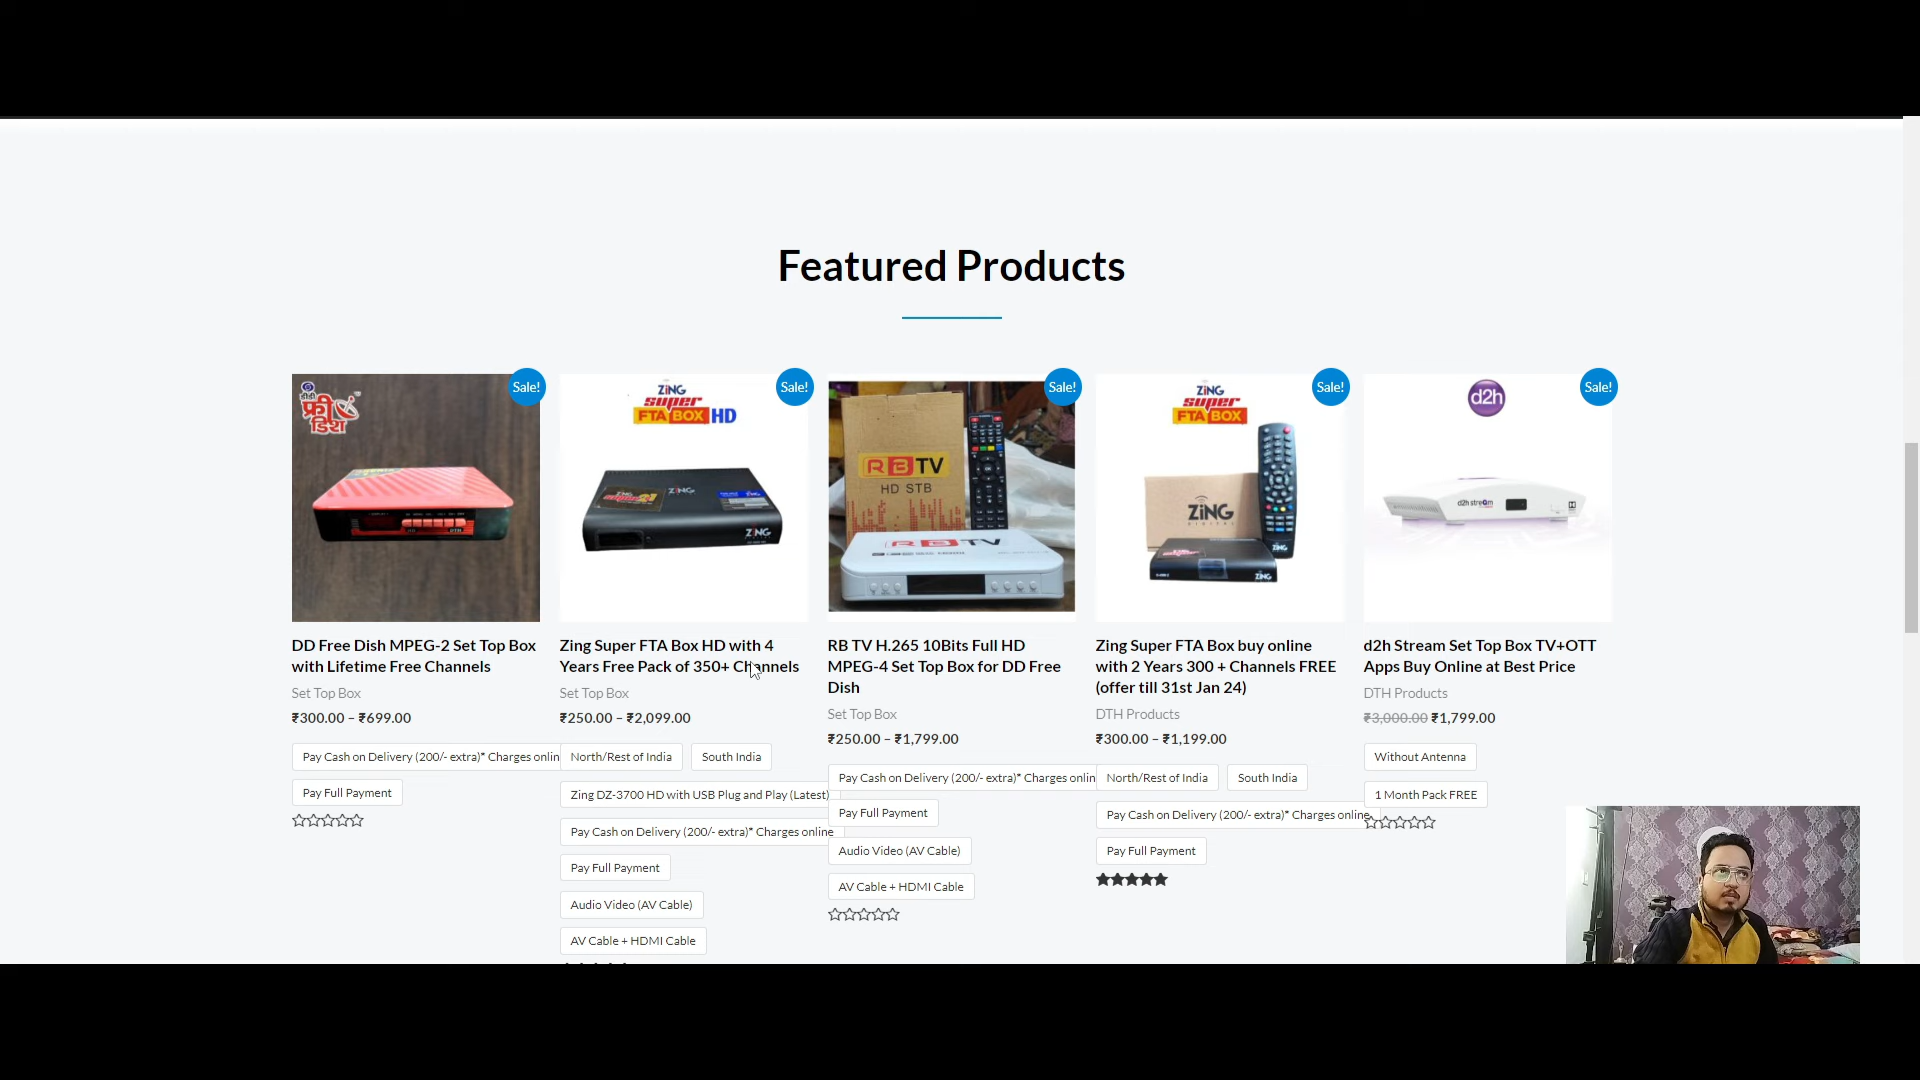 Featured Products
Sale!
Sale!
Sale!
Sale!
Sale!
डीडी
फ्री
डिश
ZiNG
super
FTA BOX HD
ZiNG
ZiNG
RBTV
HD STB
RBTV
ZiNG
super
FTA BOX
ZiNG
DIGITAL
ZiNG
ZiNG
d2h
d2h stream
DD Free Dish MPEG-2 Set Top Box
with Lifetime Free Channels
Set Top Box
₹300.00 – ₹699.00
Pay Cash on Delivery (200/- extra)* Charges onlin
Pay Full Payment
Zing Super FTA Box HD with 4
Years Free Pack of 350+ Channels
Set Top Box
₹250.00 – ₹2,099.00
North/Rest of India
South India
Zing DZ-3700 HD with USB Plug and Play (Latest)
Pay Cash on Delivery (200/- extra)* Charges online
Pay Full Payment
Audio Video (AV Cable)
AV Cable + HDMI Cable
RB TV H.265 10Bits Full HD
MPEG-4 Set Top Box for DD Free
Dish
Set Top Box
₹250.00 – ₹1,799.00
Pay Cash on Delivery (200/- extra)* Charges onlin
Pay Full Payment
Audio Video (AV Cable)
AV Cable + HDMI Cable
Zing Super FTA Box buy online
with 2 Years 300 + Channels FREE
(offer till 31st Jan 24)
DTH Products
₹300.00 – ₹1,199.00
North/Rest of India
South India
Pay Cash on Delivery (200/- extra)* Charges online
Pay Full Payment
d2h Stream Set Top Box TV+OTT
Apps Buy Online at Best Price
DTH Products
₹3,000.00 ₹1,799.00
Without Antenna
1 Month Pack FREE